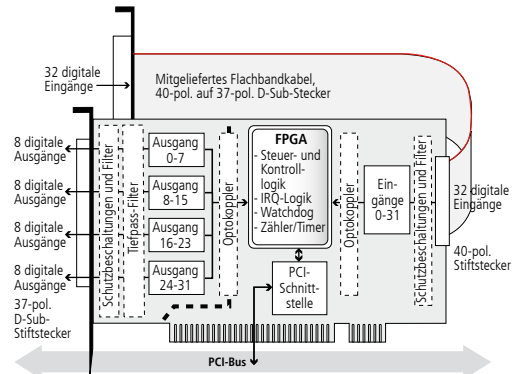 32 digitale
Eingänge
Mitgeliefertes Flachbandkabel,
40-pol. auf 37-pol. D-Sub-Stecker
8 digitale
Ausgänge
8 digitale
Ausgänge
8 digitale
Ausgänge
8 digitale
Ausgänge
37-pol.
D-Sub-
Stiftstecker
Schutzbeschaltungen und Filter
Tiefpass-Filter
Ausgang
0-7
Ausgang
8-15
Ausgang
16-23
Ausgang
24-31
Optokoppler
FPGA
- Steuer- und
Kontroll-
logik
- IRQ-Logik
- Watchdog
- Zähler/Timer
PCI-
Schnitt-
stelle
Optokoppler
Ein-
gänge
0-31
Schutzbeschaltungen und Filter
32 digitale
Eingänge
40-pol.
Stiftstecker
PCI-Bus